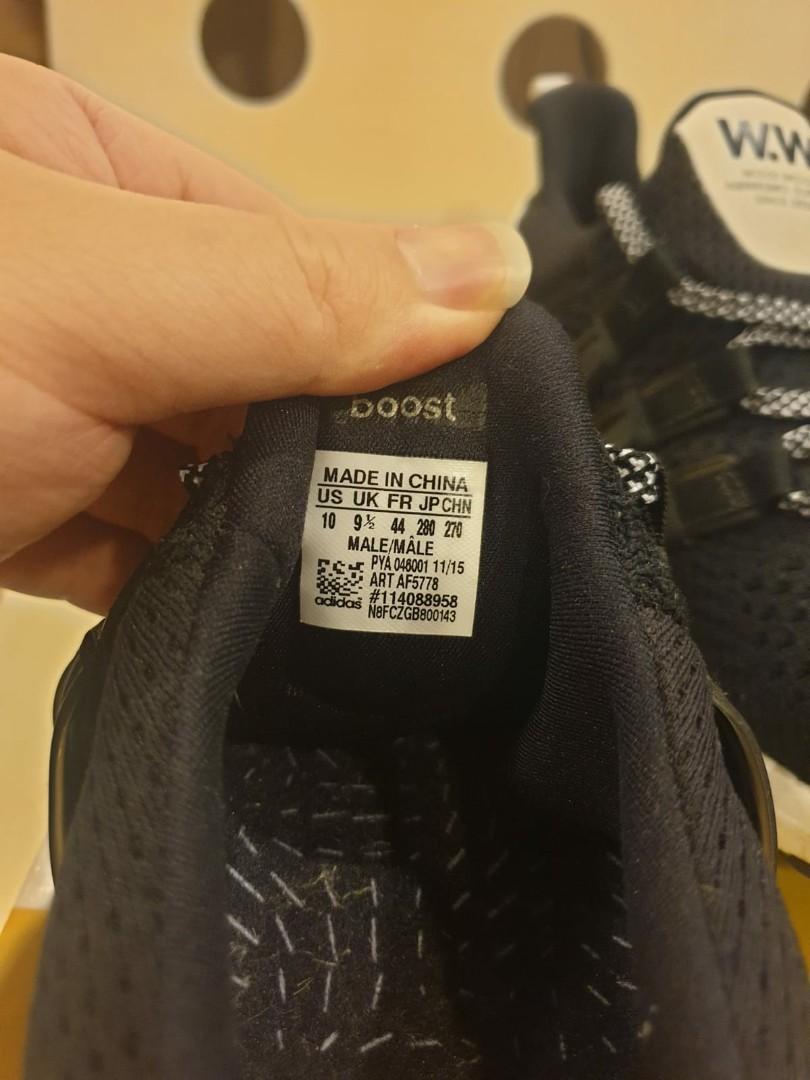 W.W
boost
MADE IN CHINA
US UK FR JP CHN
10 9½ 44 280 270
MALE/MÂLE
PYA 048001 11/15
ART AF5778
#114088958
adidas N8FCZGB800143